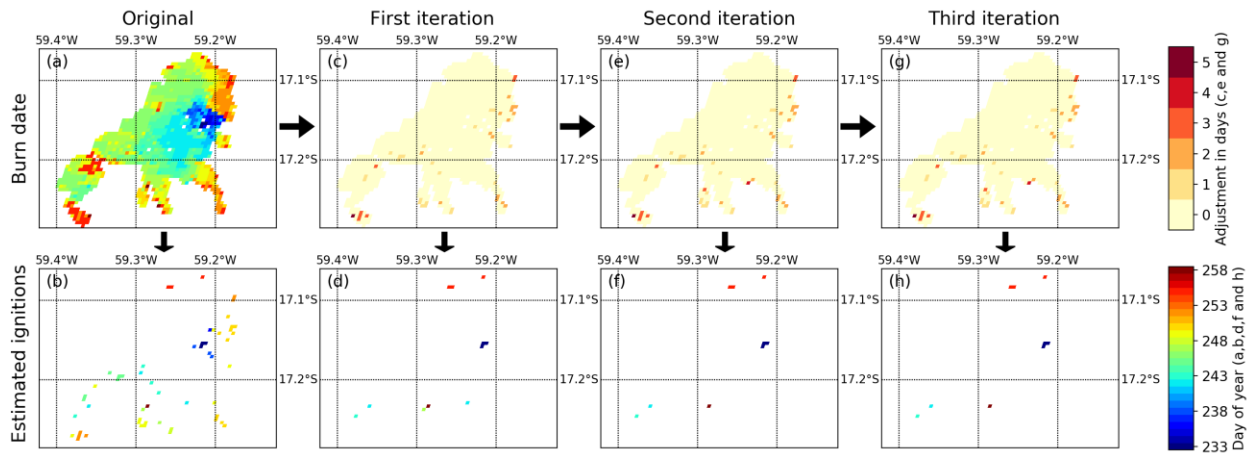 Original
First iteration
Second iteration
Third iteration
59.4°W 59.3°W 59.2°W
59.4°W 59.3°W 59.2°W
59.4°W 59.3°W 59.2°W
59.4°W 59.3°W 59.2°W
Burn date
(a)
(c)
(e)
(g)
17.1°S
17.2°S
17.1°S
17.2°S
17.1°S
17.2°S
17.1°S
17.2°S
5
4
3
2
1
0
Adjustment in days (c,e and g)
59.4°W 59.3°W 59.2°W
59.4°W 59.3°W 59.2°W
59.4°W 59.3°W 59.2°W
59.4°W 59.3°W 59.2°W
Estimated ignitions
(b)
(d)
(f)
(h)
17.1°S
17.2°S
17.1°S
17.2°S
17.1°S
17.2°S
17.1°S
17.2°S
258
253
248
243
238
233
Day of year (a,b,d,f and h)